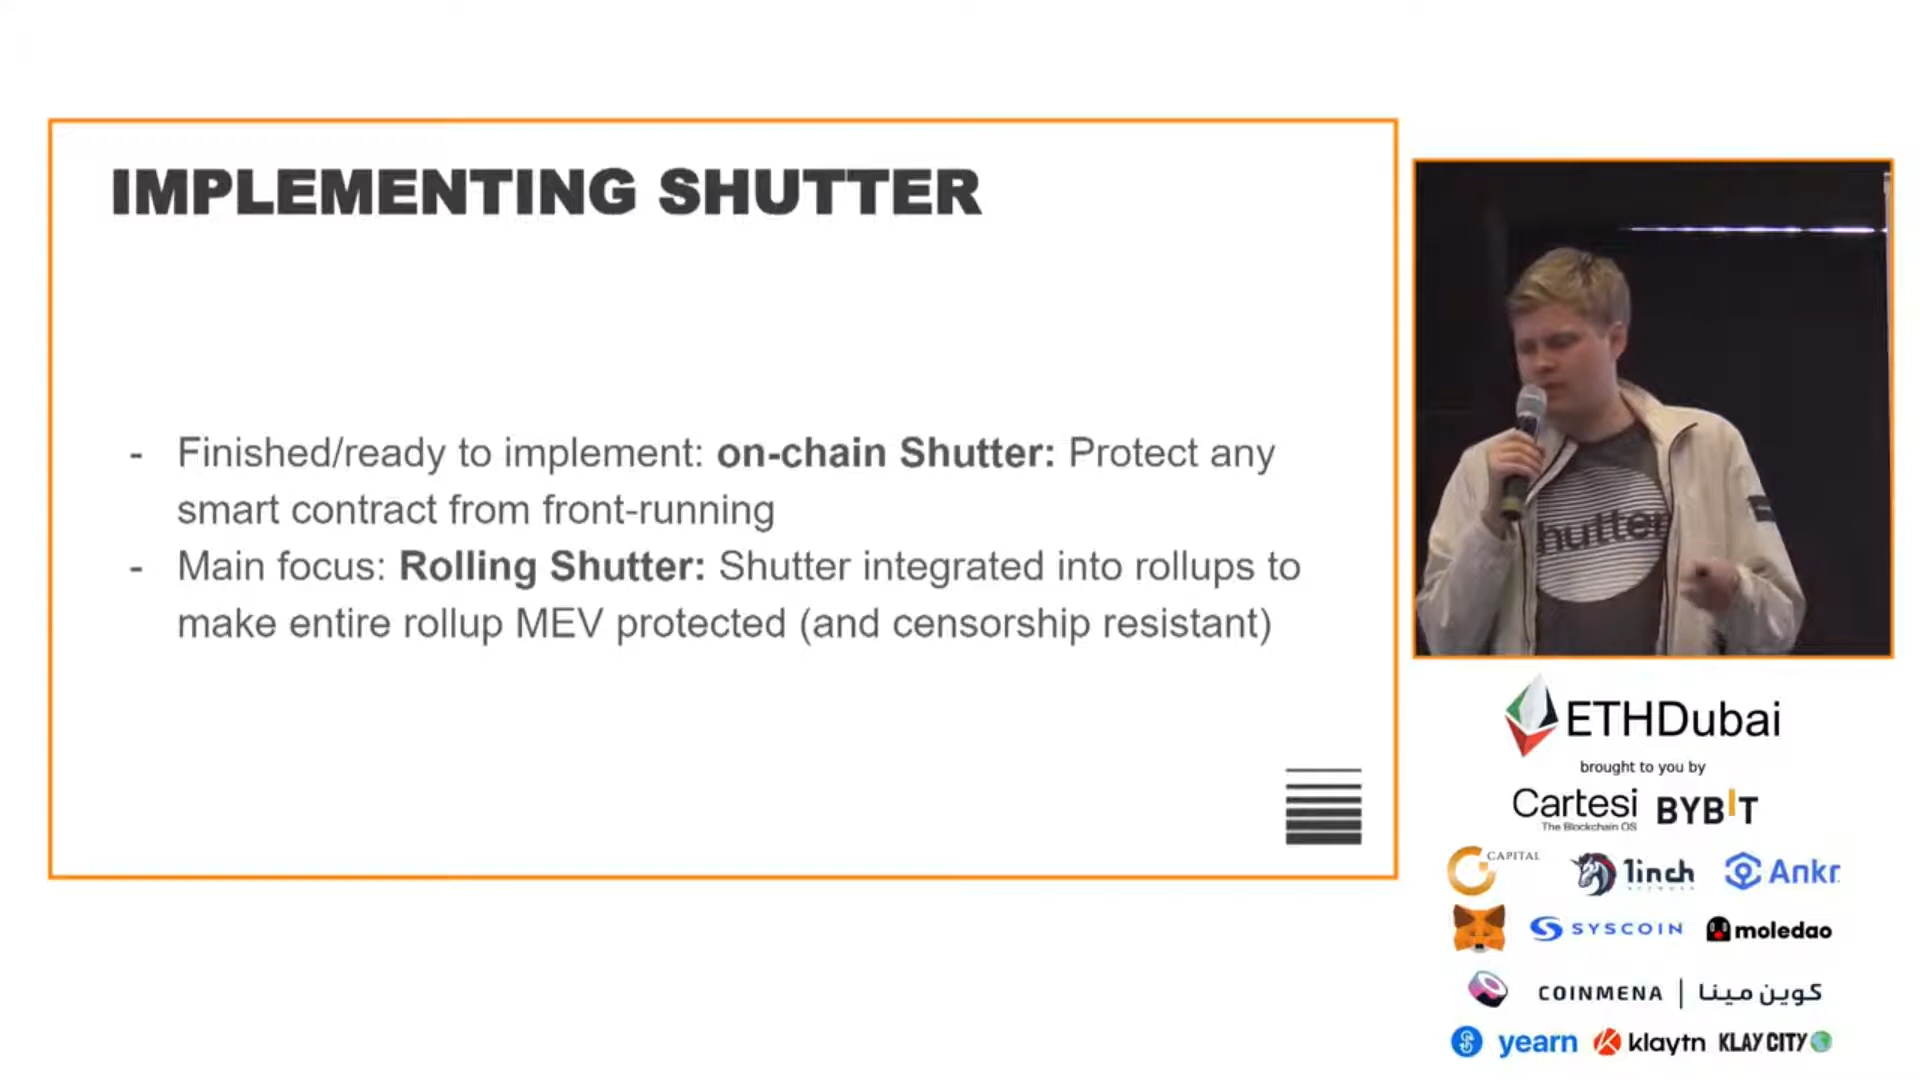 IMPLEMENTING SHUTTER
- Finished/ready to implement: on-chain Shutter: Protect any
smart contract from front-running
- Main focus: Rolling Shutter: Shutter integrated into rollups to
make entire rollup MEV protected (and censorship resistant)
hutter
ETHDubai
brought to you by
Cartesi BYBIT
The Blockchain OS
CAPITAL 1inch Ankr
NETWORK
SYSCOIN moledao
COINMENA | كوين مينا
yearn klaytn KLAY CITY